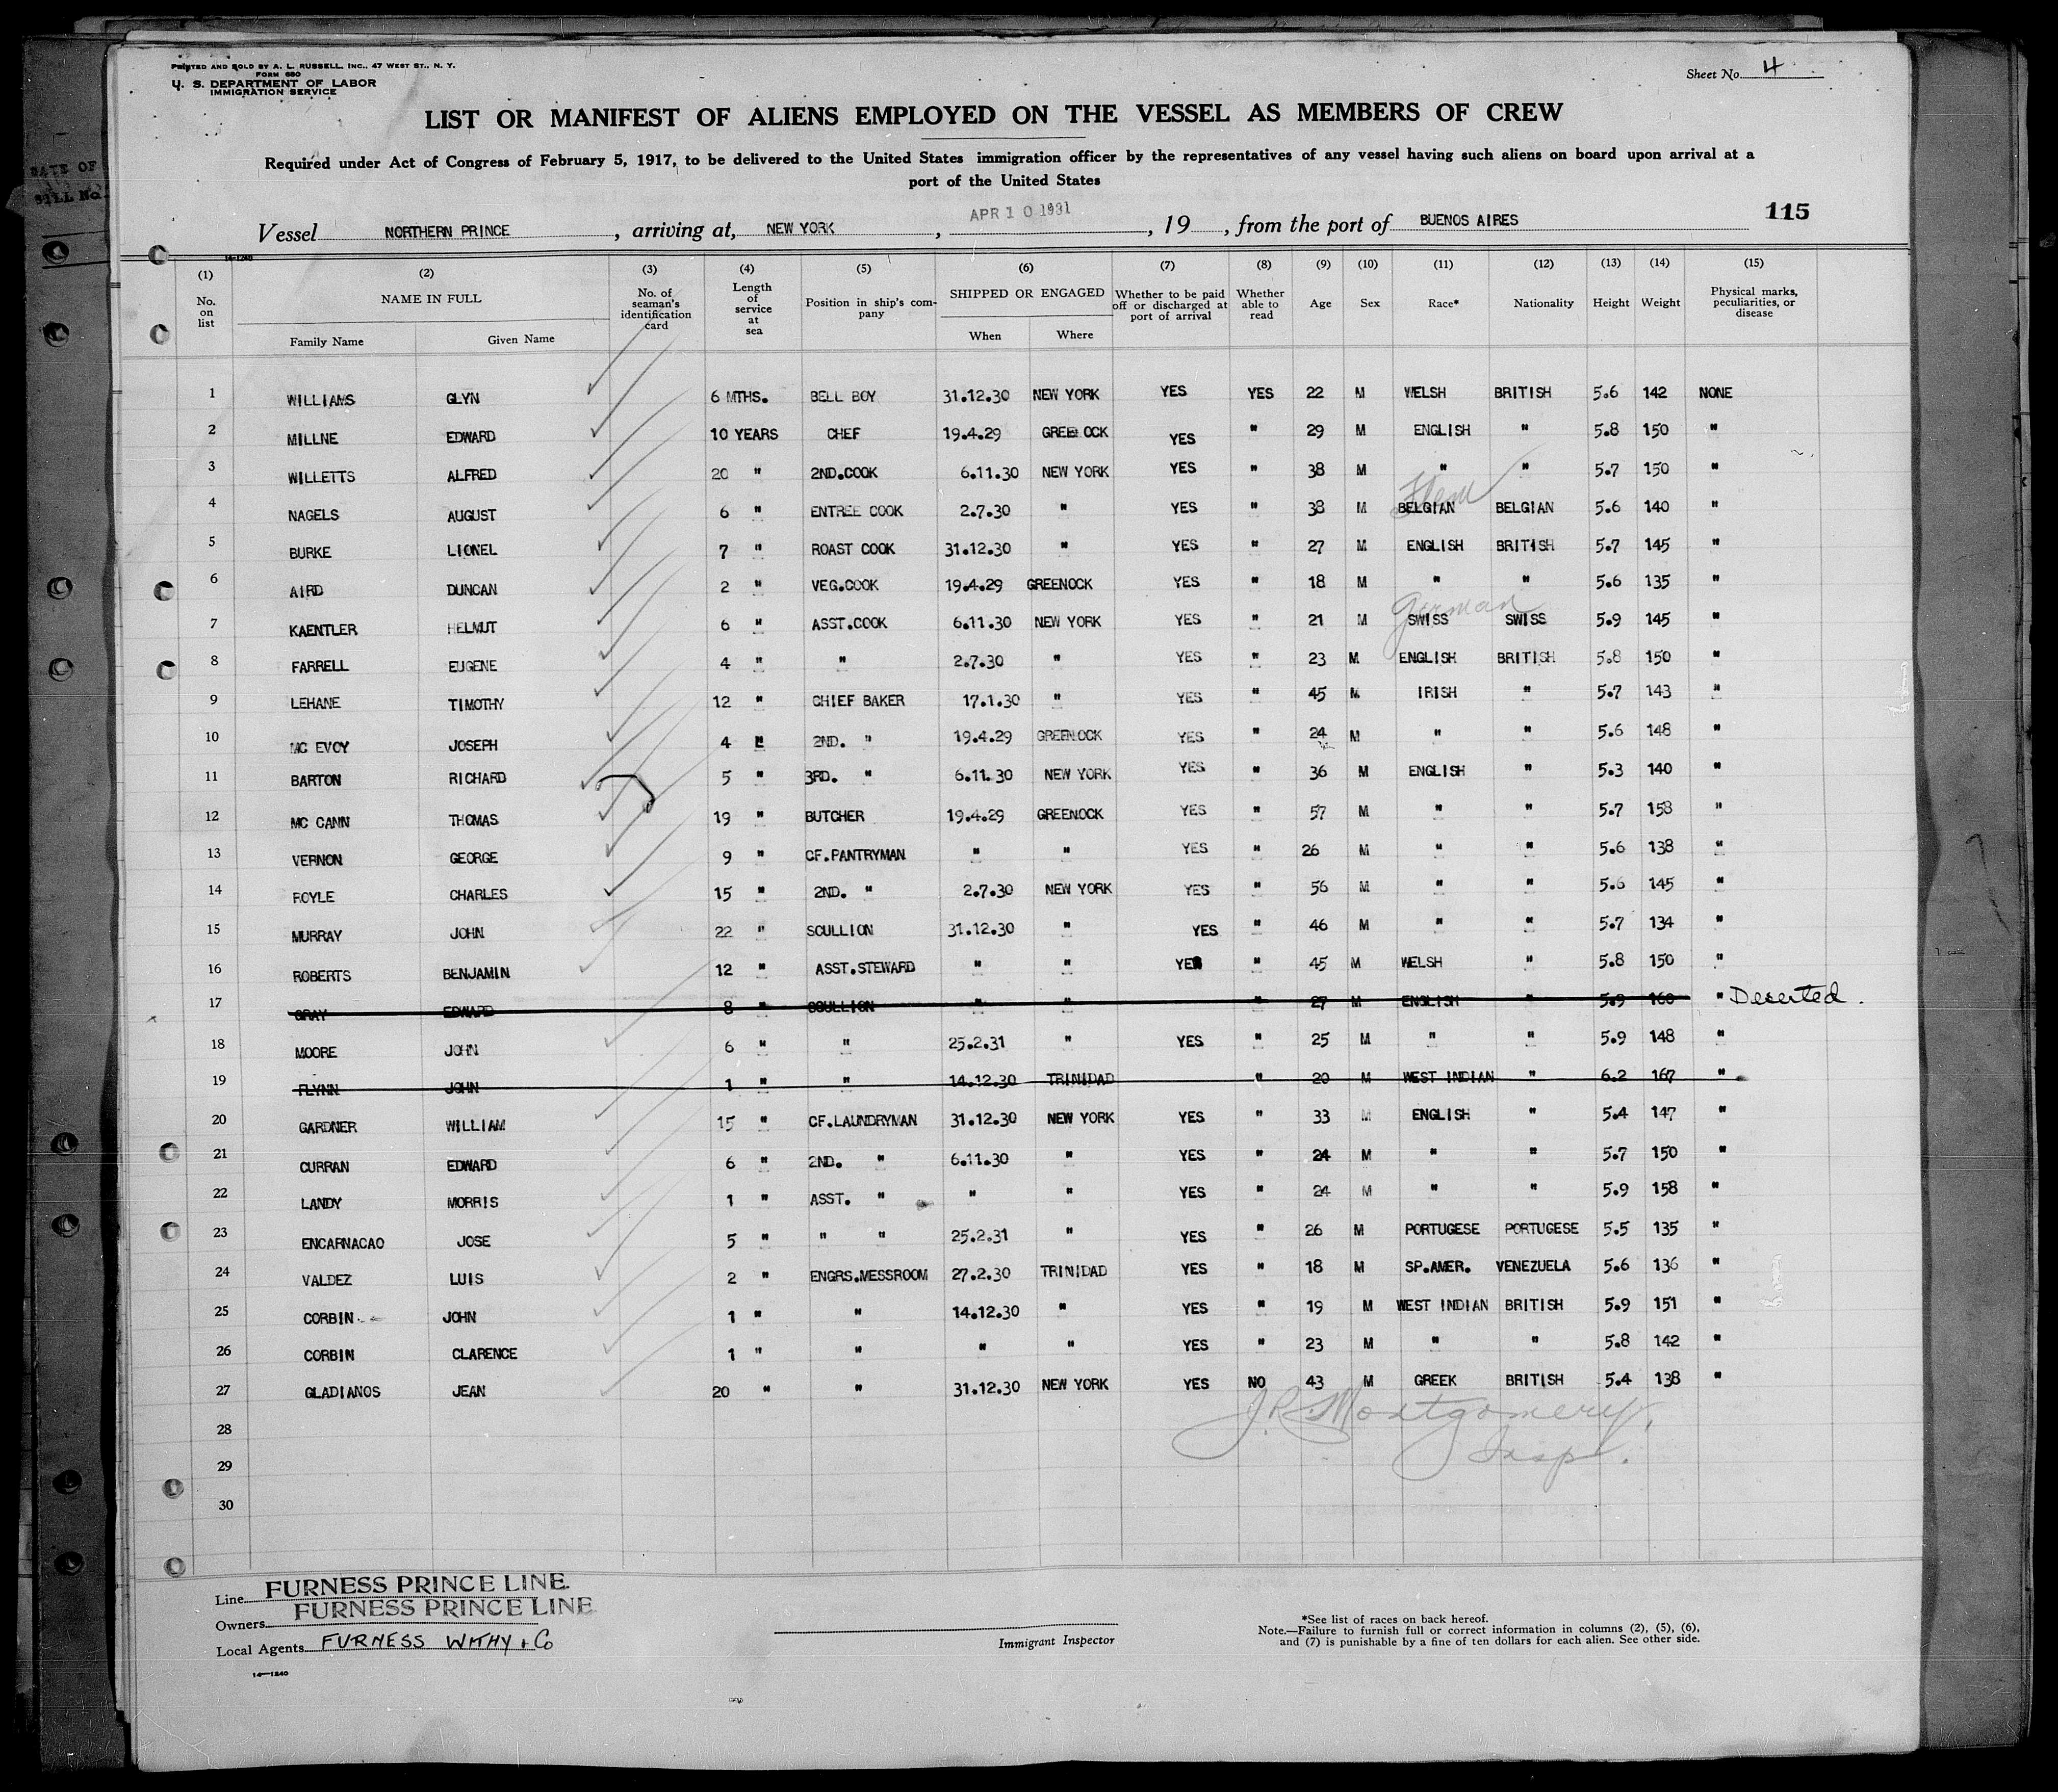 PRINTED AND SOLD BY A. L. RUSSELL, INC., 47 WEST ST., N. Y.
FORM 680
U. S. DEPARTMENT OF LABOR
IMMIGRATION SERVICE
Sheet No. 4
LIST OR MANIFEST OF ALIENS EMPLOYED ON THE VESSEL AS MEMBERS OF CREW
Required under Act of Congress of February 5, 1917, to be delivered to the United States immigration officer by the representatives of any vessel having such aliens on board upon arrival at a
port of the United States
115
Vessel NORTHERN PRINCE, arriving at, NEW YORK, APR 10 1931, 19 , from the port of BUENOS AIRES
14-1240
(1) (2) (3) (4) (5) (6) (7) (8) (9) (10) (11) (12) (13) (14) (15)
No. on list NAME IN FULL No. of seaman's identification card Length of service at sea Position in ship's company SHIPPED OR ENGAGED Whether to be paid off or discharged at port of arrival Whether able to read Age Sex Race* Nationality Height Weight Physical marks, peculiarities, or disease
Family Name Given Name When Where
1 WILLIAMS GLYN 6 MTHS. BELL BOY 31.12.30 NEW YORK YES YES 22 M WELSH BRITISH 5.6 142 NONE
2 MILLNE EDWARD 10 YEARS CHEF 19.4.29 GREENOCK YES " 29 M ENGLISH " 5.8 150 "
3 WILLETTS ALFRED 20 " 2ND.COOK 6.11.30 NEW YORK YES " 38 M " " 5.7 150 "
Flem
4 NAGELS AUGUST 6 " ENTREE COOK 2.7.30 " YES " 38 M BELGIAN BELGIAN 5.6 140 "
5 BURKE LIONEL 7 " ROAST COOK 31.12.30 " YES " 27 M ENGLISH BRITISH 5.7 145 "
6 AIRD DUNCAN 2 " VEG.COOK 19.4.29 GREENOCK YES " 18 M " " 5.6 135 "
German
7 KAENTLER HELMUT 6 " ASST.COOK 6.11.30 NEW YORK YES " 21 M SWISS SWISS 5.9 145 "
8 FARRELL EUGENE 4 " " 2.7.30 " YES " 23 M ENGLISH BRITISH 5.8 150 "
9 LEHANE TIMOTHY 12 " CHIEF BAKER 17.1.30 " YES " 45 M IRISH " 5.7 143 "
10 MC EVOY JOSEPH 4 " 2ND. " 19.4.29 GREENOCK YES " 24 M " " 5.6 148 "
11 BARTON RICHARD 5 " 3RD. " 6.11.30 NEW YORK YES " 36 M ENGLISH " 5.3 140 "
12 MC CANN THOMAS 19 " BUTCHER 19.4.29 GREENOCK YES " 57 M " " 5.7 158 "
13 VERNON GEORGE 9 " CF.PANTRYMAN " " YES " 26 M " " 5.6 138 "
14 ROYLE CHARLES 15 " 2ND. " 2.7.30 NEW YORK YES " 56 M " " 5.6 145 "
15 MURRAY JOHN 22 " SCULLION 31.12.30 " YES " 46 M " " 5.7 134 "
16 ROBERTS BENJAMIN 12 " ASST.STEWARD " " YES " 45 M WELSH " 5.8 150 "
17 GRAY EDWARD 8 " SCULLION " " " 27 M ENGLISH " 5.9 160 " Deserted.
18 MOORE JOHN 6 " " 25.2.31 " YES " 25 M " " 5.9 148 "
19 FLYNN JOHN 1 " " 14.12.30 TRINIDAD " 20 M WEST INDIAN " 6.2 167 "
20 GARDNER WILLIAM 15 " CF.LAUNDRYMAN 31.12.30 NEW YORK YES " 33 M ENGLISH " 5.4 147 "
21 CURRAN EDWARD 6 " 2ND. " 6.11.30 " YES " 24 M " " 5.7 150 "
22 LANDY MORRIS 1 " ASST. " " " YES " 24 M " " 5.9 158 "
23 ENCARNACAO JOSE 5 " " " 25.2.31 " YES " 26 M PORTUGESE PORTUGESE 5.5 135 "
24 VALDEZ LUIS 2 " ENGRS.MESSROOM 27.2.30 TRINIDAD YES " 18 M SP.AMER. VENEZUELA 5.6 136 "
25 CORBIN JOHN 1 " " 14.12.30 " YES " 19 M WEST INDIAN BRITISH 5.9 151 "
26 CORBIN CLARENCE 1 " " " " YES " 23 M " " 5.8 142 "
27 GLADIANOS JEAN 20 " " 31.12.30 NEW YORK YES NO 43 M GREEK BRITISH 5.4 138 "
J.R. Montgomery,
28
Insp.
29
30
Line FURNESS PRINCE LINE.
Owners FURNESS PRINCE LINE
Local Agents FURNESS WITHY & Co
14-1240
Immigrant Inspector
*See list of races on back hereof.
Note.—Failure to furnish full or correct information in columns (2), (5), (6),
and (7) is punishable by a fine of ten dollars for each alien. See other side.